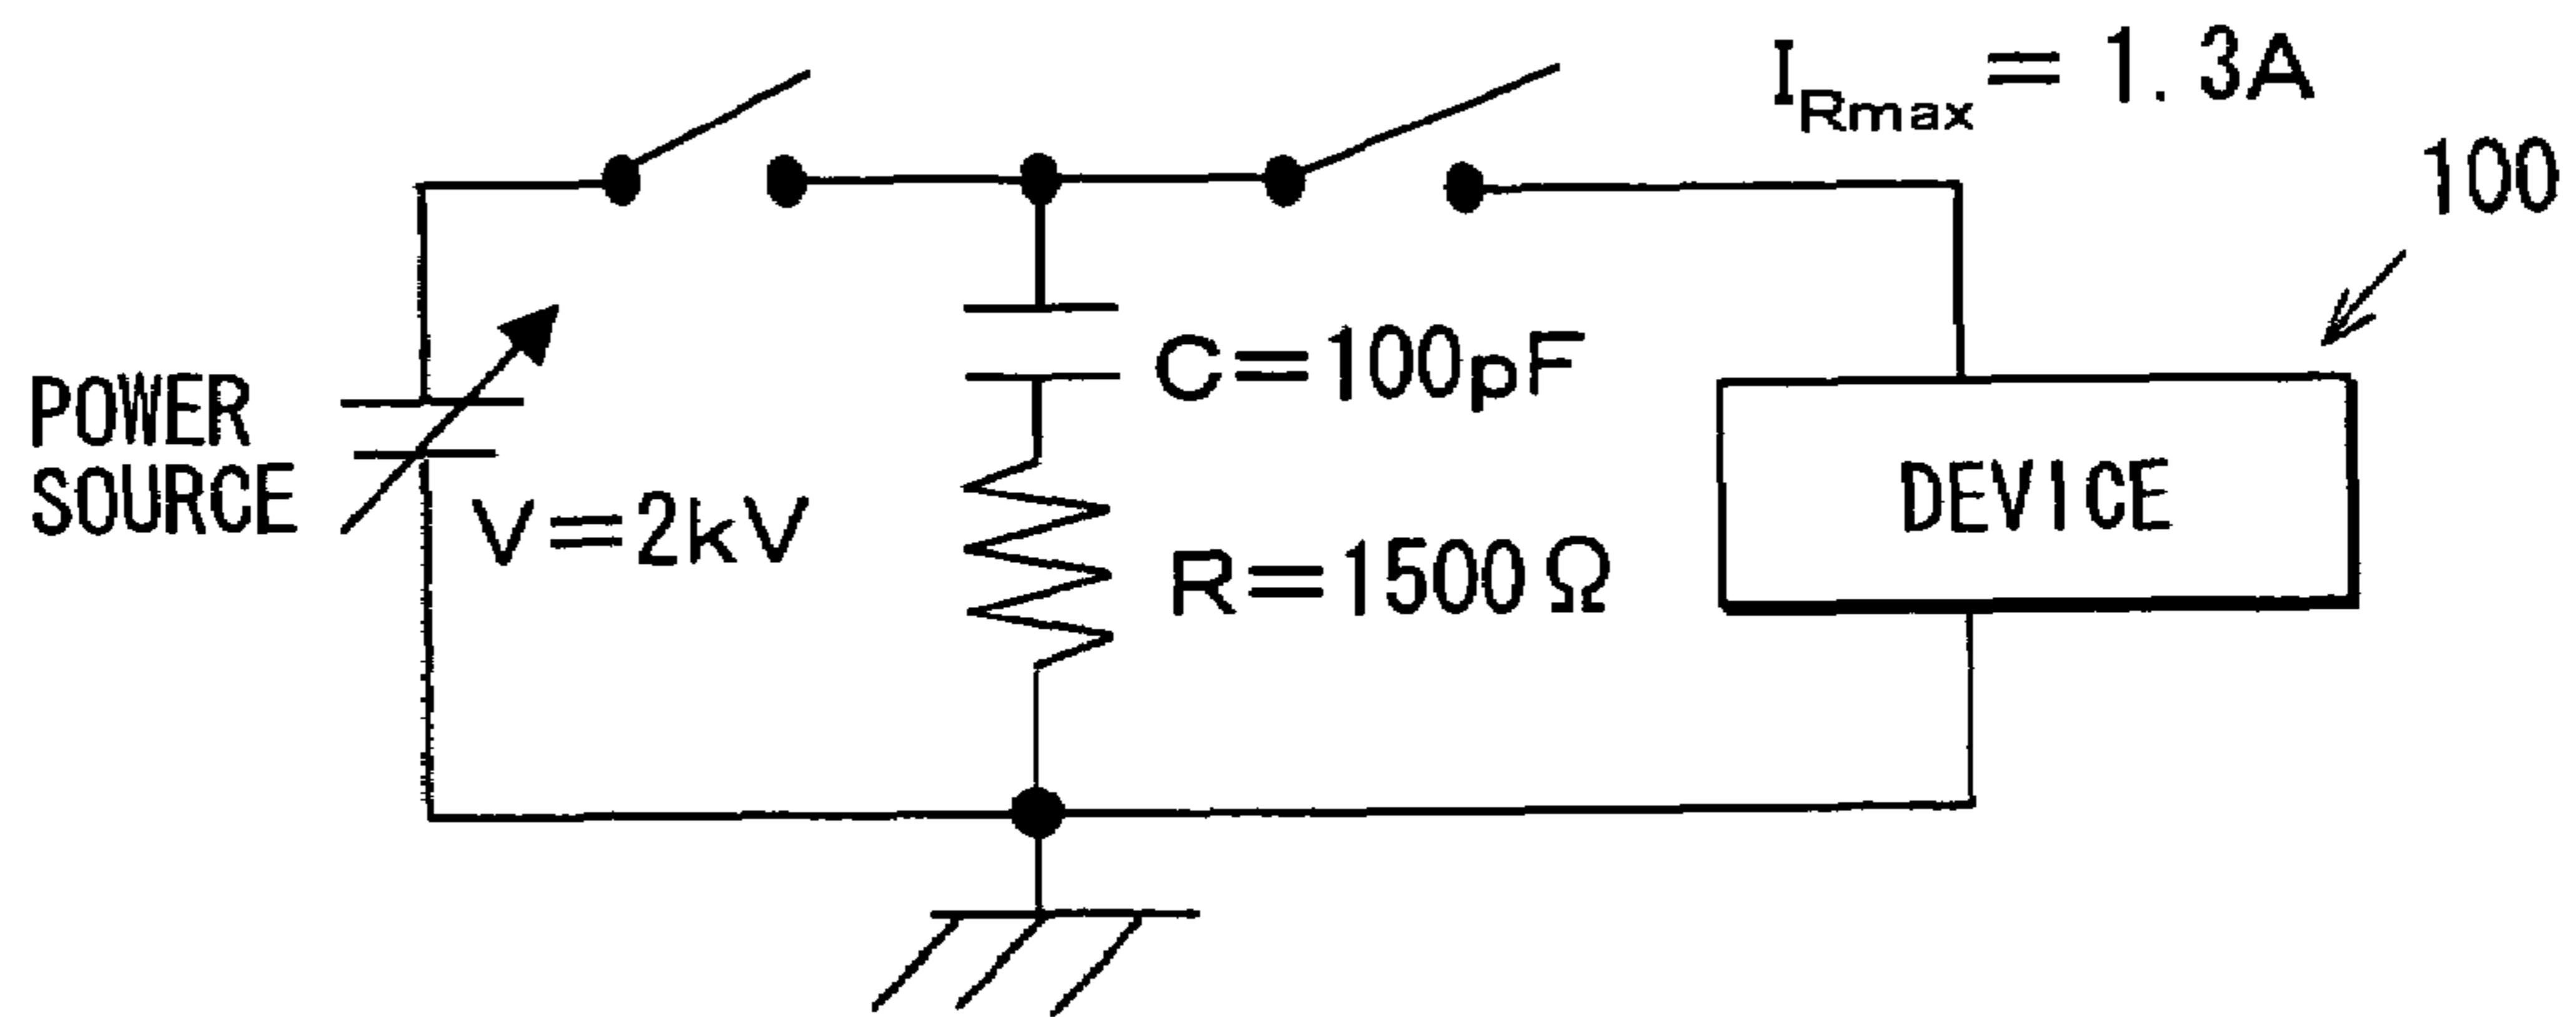 I_Rmax = 1.3A
100
POWER
SOURCE
V=2kV
C=100pF
R=1500Ω
DEVICE